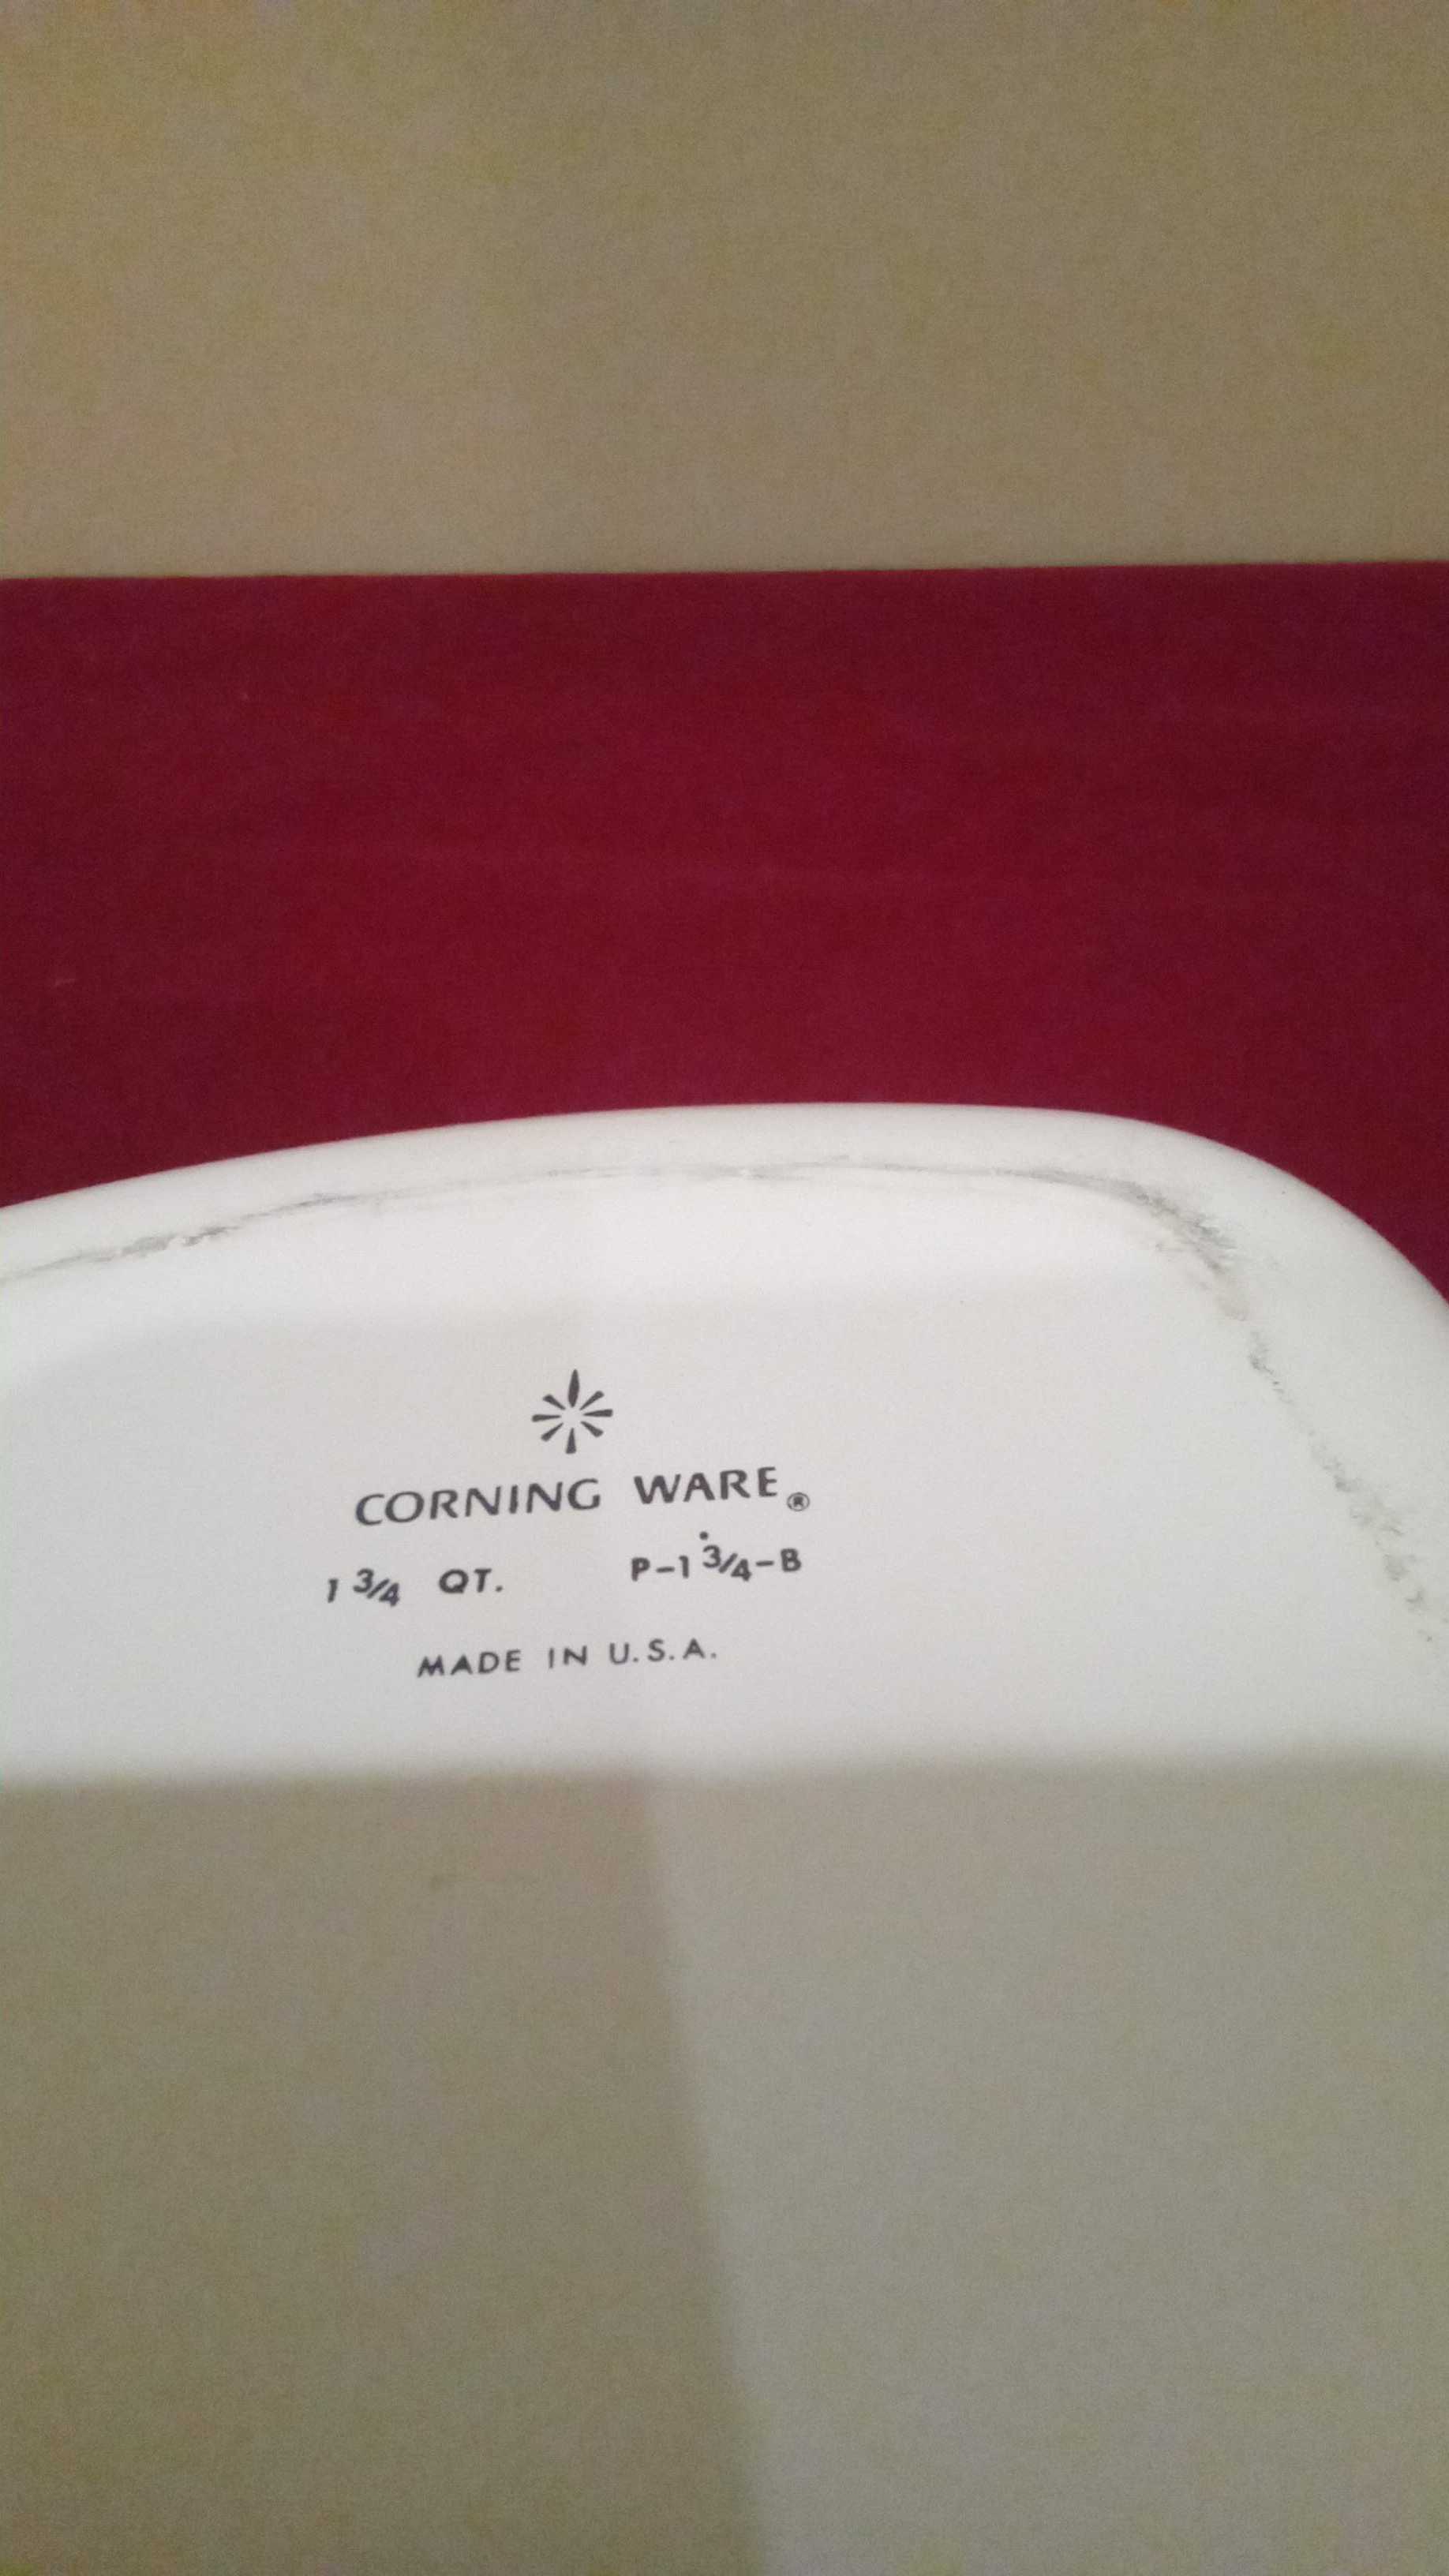 CORNING WARE®
1 3/4 QT. P-1 3/4-B
MADE IN U.S.A.